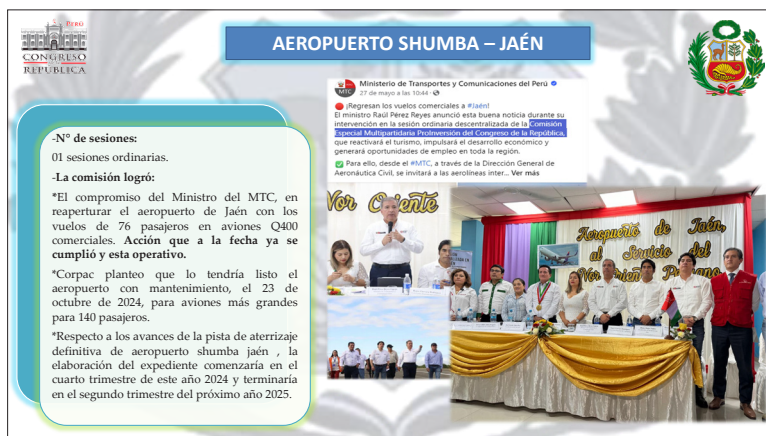 PERÚ
CONGRESO
REPÚBLICA
AEROPUERTO SHUMBA – JAÉN
-N° de sesiones:
01 sesiones ordinarias.
-La comisión logró:
*El compromiso del Ministro del MTC, en
reaperturar el aeropuerto de Jaén con los
vuelos de 76 pasajeros en aviones Q400
comerciales. Acción que a la fecha ya se
cumplió y esta operativo.
*Corpac planteo que lo tendría listo el
aeropuerto con mantenimiento, el 23 de
octubre de 2024, para aviones más grandes
para 140 pasajeros.
*Respecto a los avances de la pista de aterrizaje
definitiva de aeropuerto shumba jaén , la
elaboración del expediente comenzaría en el
cuarto trimestre de este año 2024 y terminaría
en el segundo trimestre del próximo año 2025.
MTC
Ministerio de Transportes y Comunicaciones del Perú
27 de mayo a las 10:44 ·
¡Regresan los vuelos comerciales a #Jaén!
El ministro Raúl Pérez Reyes anunció esta buena noticia durante su
intervención en la sesión ordinaria descentralizada de la Comisión
Especial Multipartidaria ProInversión del Congreso de la República,
que reactivará el turismo, impulsará el desarrollo económico y
generará oportunidades de empleo en toda la región.
Para ello, desde el #MTC, a través de la Dirección General de
Aeronáutica Civil, se invitará a las aerolíneas inter... Ver más
Nor Oriente
Aeropuerto de Jaén,
al Servicio del
Nor Oriente Peruano